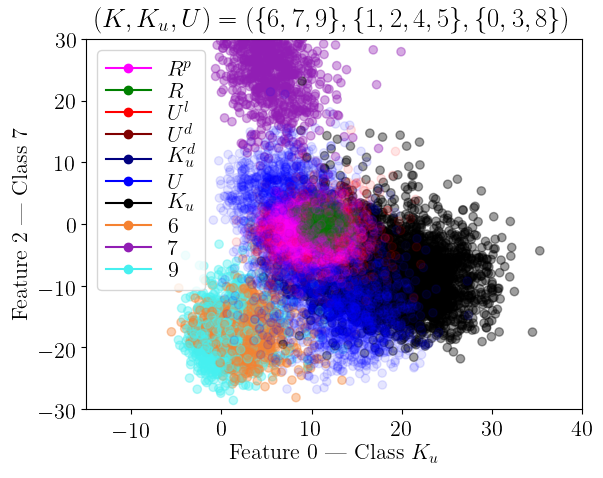 (K, K_u, U) = ({6, 7, 9}, {1, 2, 4, 5}, {0, 3, 8})
30
20
10
0
−10
−20
−30
Feature 2 — Class 7
R^p
R
U^l
U^d
K_u^d
U
K_u
6
7
9
−10
0
10
20
30
40
Feature 0 — Class K_u